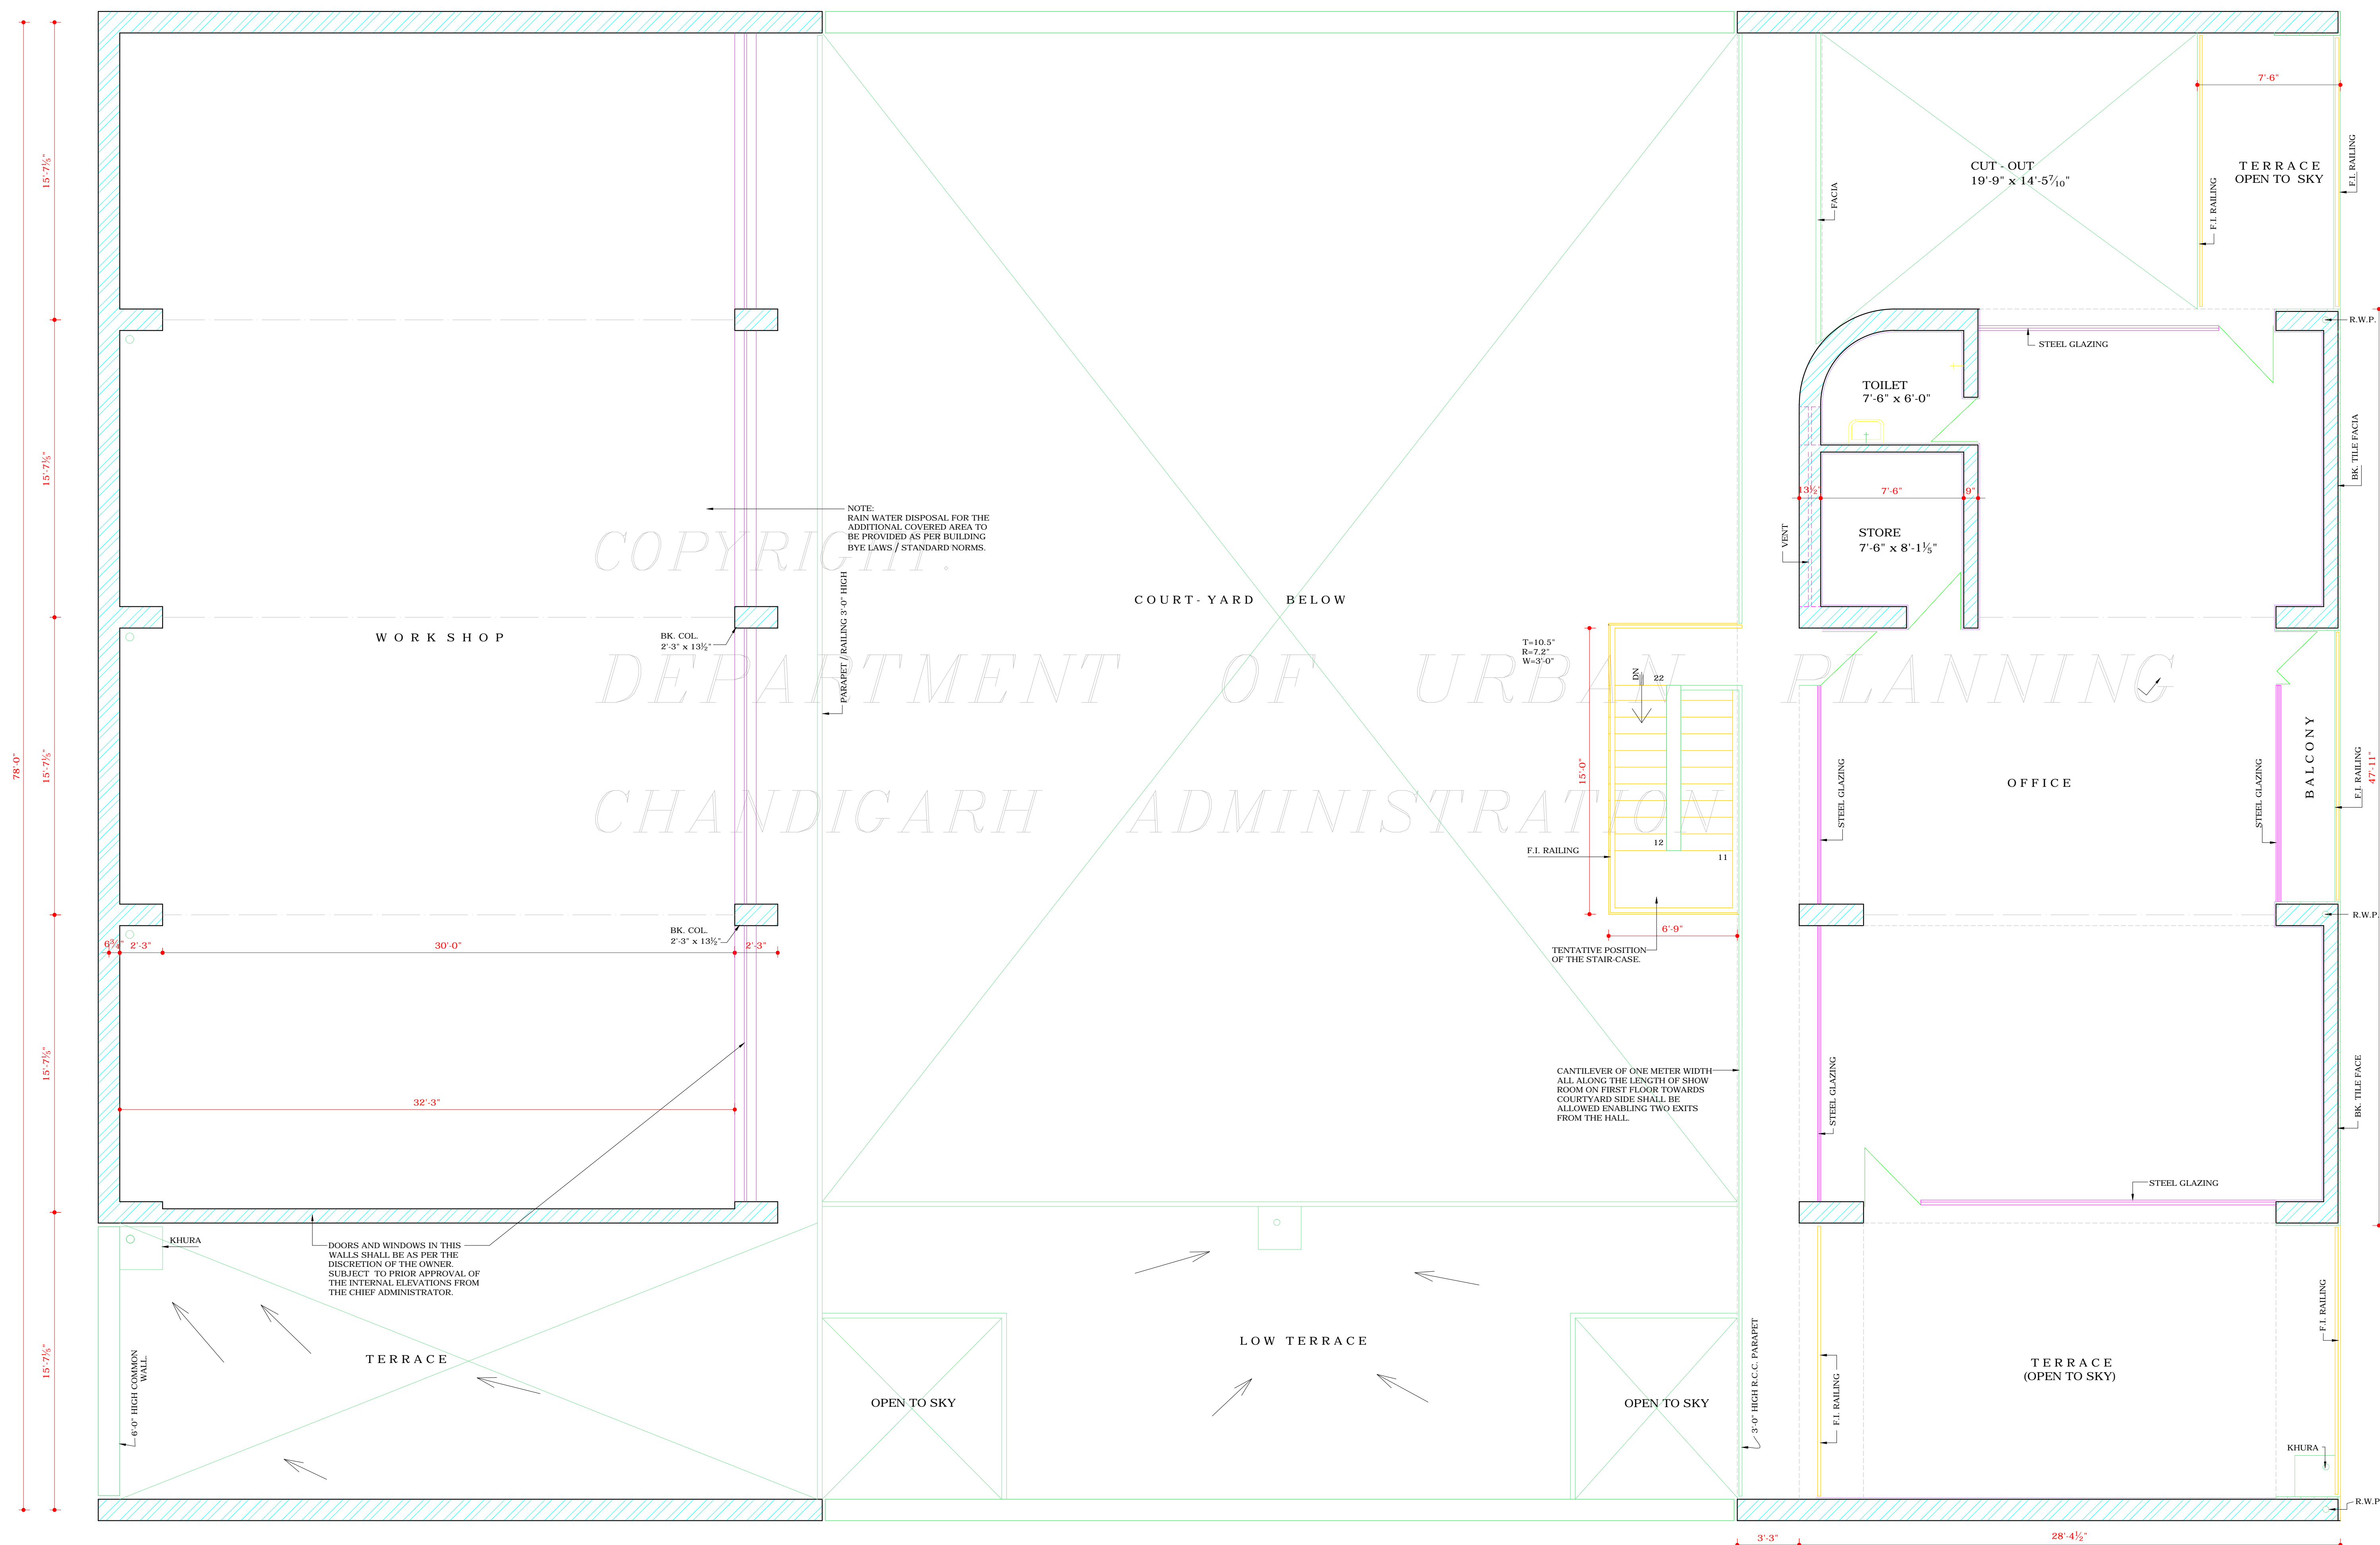 7'-6"
TERRACE
OPEN TO SKY
CUT - OUT
19'-9" x 14'-5⁷⁄₁₀"
FACIA
F.I. RAILING
F.I. RAILING
15'-7⅕"
15'-7⅕"
15'-7⅕"
15'-7⅕"
15'-7⅕"
78'-0"
R.W.P.
STEEL GLAZING
TOILET
7'-6" x 6'-0"
BK. TILE FACIA
13½"
7'-6"
9"
STORE
7'-6" x 8'-1⅕"
VENT
NOTE:
RAIN WATER DISPOSAL FOR THE
ADDITIONAL COVERED AREA TO
BE PROVIDED AS PER BUILDING
BYE LAWS / STANDARD NORMS.
COPYRIGHT.
DEPARTMENT OF URBAN PLANNING
CHANDIGARH ADMINISTRATION
PARAPET / RAILING 3'-0" HIGH
COURT- YARD BELOW
WORK SHOP
BK. COL.
2'-3" x 13½"
T=10.5"
R=7.2"
W=3'-0"
DN
22
12
11
15'-0"
F.I. RAILING
6'-9"
TENTATIVE POSITION
OF THE STAIR-CASE.
STEEL GLAZING
OFFICE
STEEL GLAZING
BALCONY
F.I. RAILING
47'-11"
R.W.P.
BK. COL.
2'-3" x 13½"
6¾"
2'-3"
30'-0"
2'-3"
32'-3"
CANTILEVER OF ONE METER WIDTH
ALL ALONG THE LENGTH OF SHOW
ROOM ON FIRST FLOOR TOWARDS
COURTYARD SIDE SHALL BE
ALLOWED ENABLING TWO EXITS
FROM THE HALL.
STEEL GLAZING
BK. TILE FACE
STEEL GLAZING
KHURA
DOORS AND WINDOWS IN THIS
WALLS SHALL BE AS PER THE
DISCRETION OF THE OWNER.
SUBJECT TO PRIOR APPROVAL OF
THE INTERNAL ELEVATIONS FROM
THE CHIEF ADMINISTRATOR.
6'-0" HIGH COMMON
WALL.
TERRACE
LOW TERRACE
OPEN TO SKY
OPEN TO SKY
3'-0" HIGH R.C.C. PARAPET
F.I. RAILING
TERRACE
(OPEN TO SKY)
F.I. RAILING
KHURA
R.W.P
3'-3"
28'-4½"